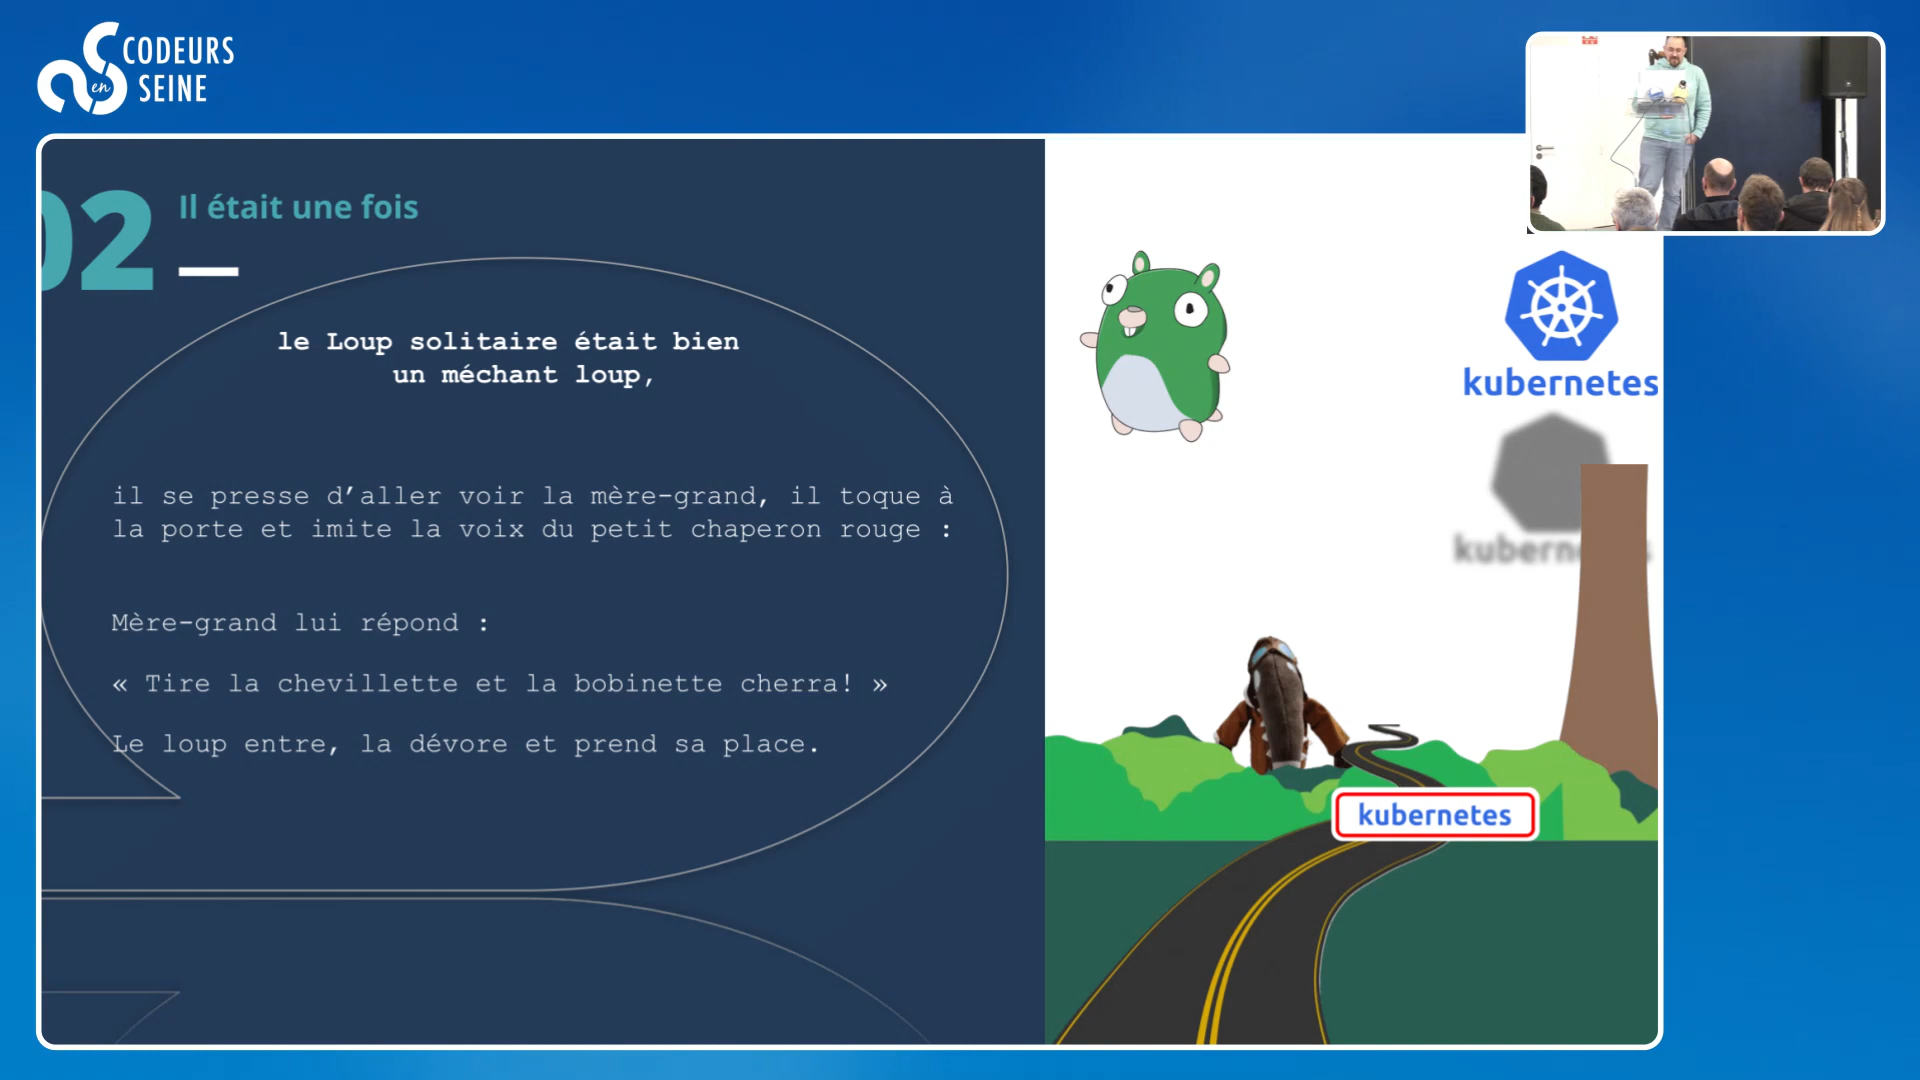 CODEURS
en
SEINE
02
Il était une fois
le Loup solitaire était bien
un méchant loup,
il se presse d’aller voir la mère-grand, il toque à
la porte et imite la voix du petit chaperon rouge :
Mère-grand lui répond :
« Tire la chevillette et la bobinette cherra! »
Le loup entre, la dévore et prend sa place.
kubernetes
kuberne
kubernetes